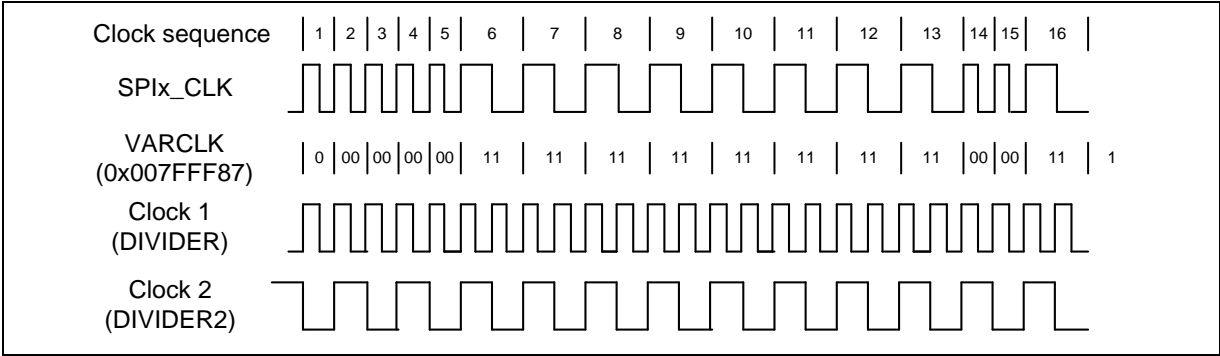 Clock sequence 1 2 3 4 5 6 7 8 9 10 11 12 13 14 15 16
SPIx_CLK
VARCLK
(0x007FFF87)
0 00 00 00 00 11 11 11 11 11 11 11 11 00 00 11 1
Clock 1
(DIVIDER)
Clock 2
(DIVIDER2)